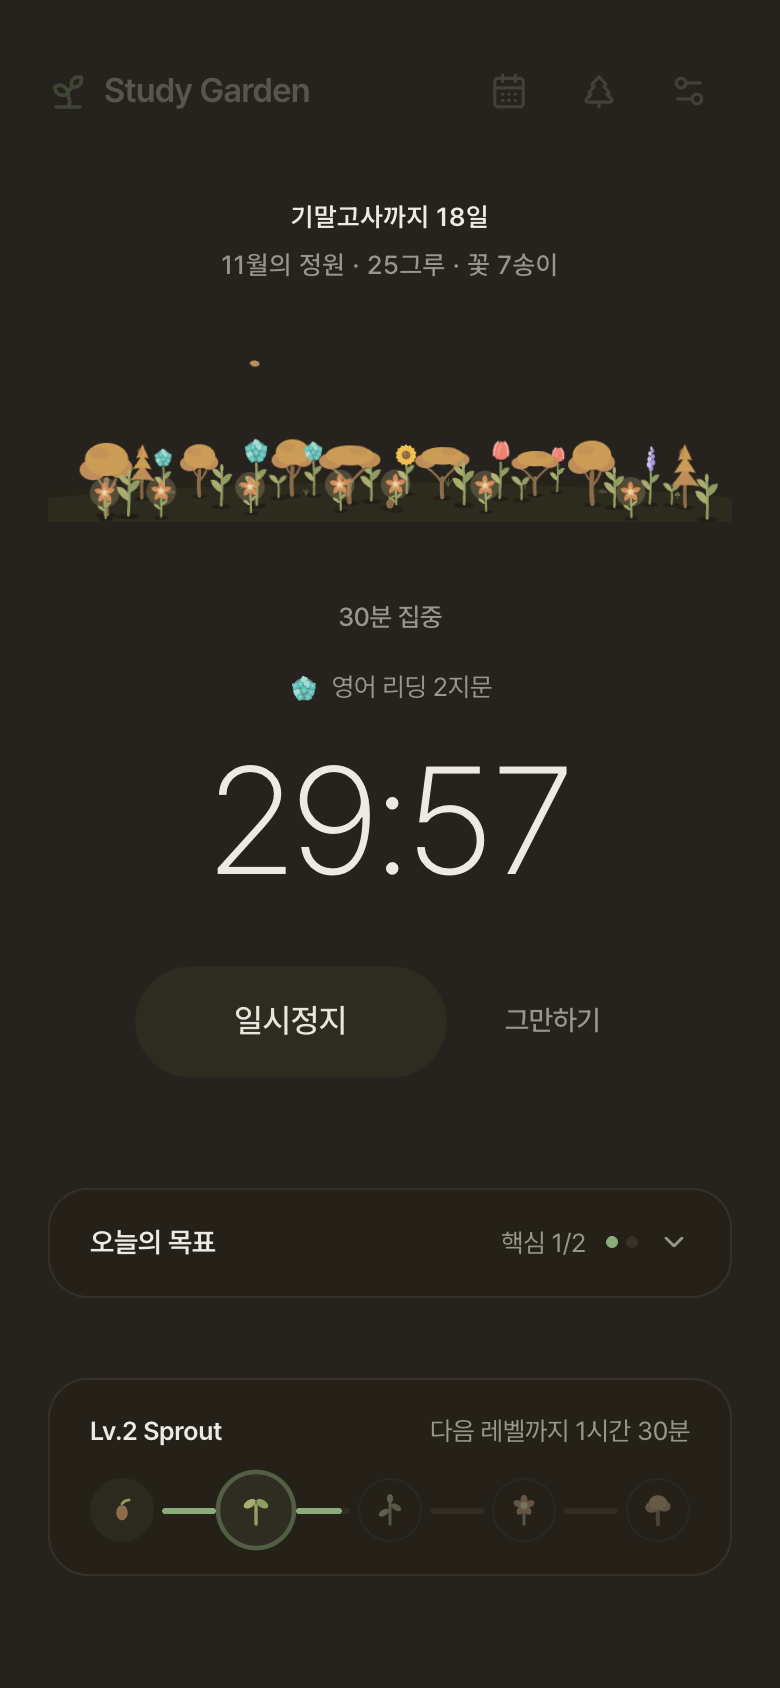 Study Garden
기말고사까지 18일
11월의 정원 · 25그루 · 꽃 7송이
30분 집중
영어 리딩 2지문
29:57
일시정지 그만하기
오늘의 목표 핵심 1/2
Lv.2 Sprout 다음 레벨까지 1시간 30분